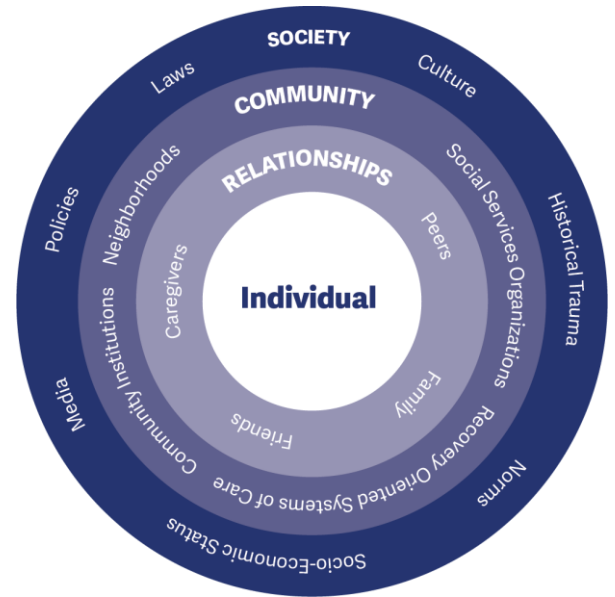 SOCIETY
Culture
Historical Trauma
Norms
Socio-Economic Status
Media
Policies
Laws
COMMUNITY
Social Services Organizations
Recovery Oriented Systems of Care
Community Institutions
Neighborhoods
RELATIONSHIPS
Peers
Family
Friends
Caregivers
Individual